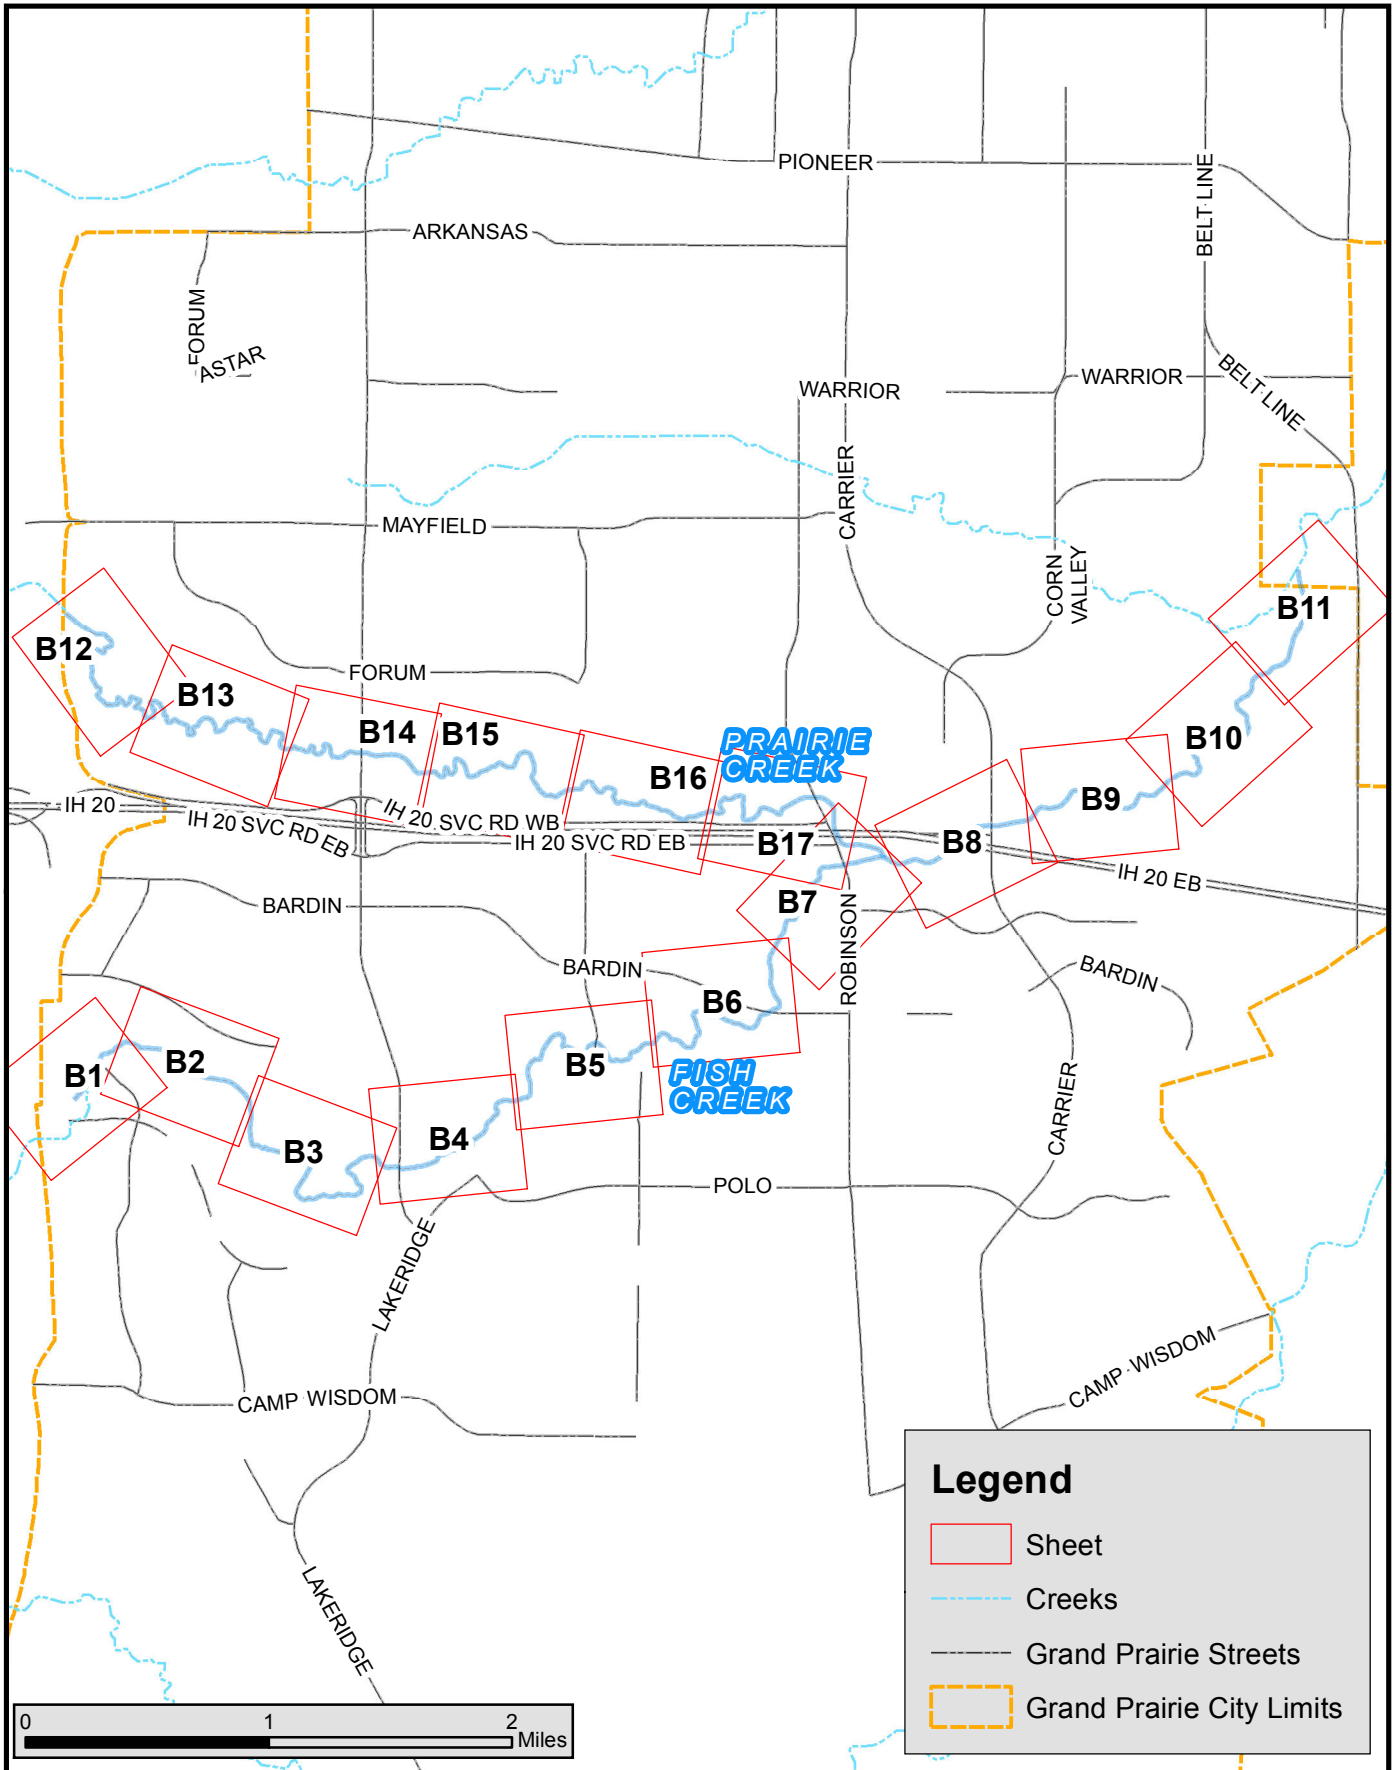 PIONEER
BELT LINE
ARKANSAS
FORUM
ASTAR
WARRIOR
WARRIOR
BELT LINE
CARRIER
MAYFIELD
CORN
VALLEY
B11
B12
FORUM
B13
B14
B15
PRAIRIE
CREEK
B10
B16
B9
IH 20
IH 20 SVC RD WB
IH 20 SVC RD EB
IH 20 SVC RD EB
B17
B8
IH 20 EB
B7
BARDIN
ROBINSON
BARDIN
BARDIN
B6
B5
B2
B1
FISH
CREEK
CARRIER
B4
B3
POLO
LAKERIDGE
CAMP WISDOM
CAMP WISDOM
LAKERIDGE
Legend
Sheet
Creeks
Grand Prairie Streets
Grand Prairie City Limits
0 1 2
Miles